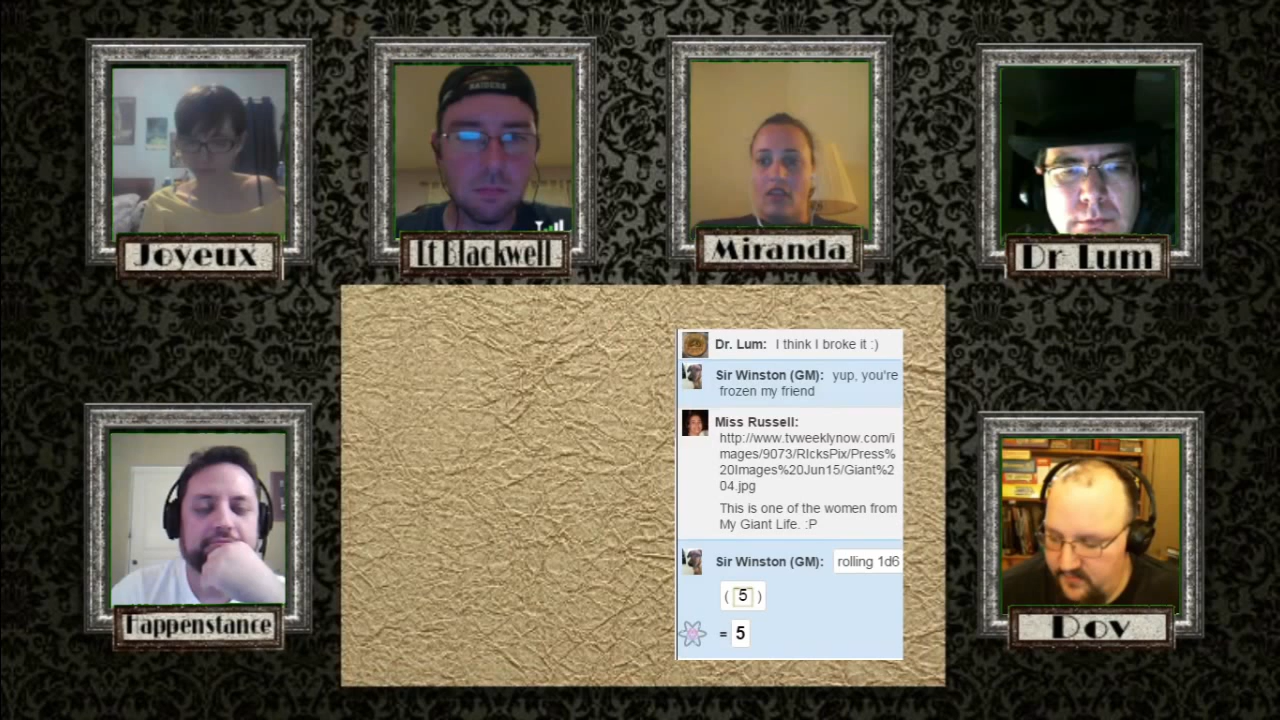 RAIDERS
Joyeux
Lt Blackwell
Miranda
Dr Lum
Dr. Lum: I think I broke it :)
Sir Winston (GM): yup, you're
frozen my friend
Miss Russell:
http://www.tvweeklynow.com/i
mages/9073/RIcksPix/Press%
20Images%20Jun15/Giant%2
04.jpg
This is one of the women from
My Giant Life. :P
Sir Winston (GM): rolling 1d6
( 5 )
= 5
Happenstance
Dov